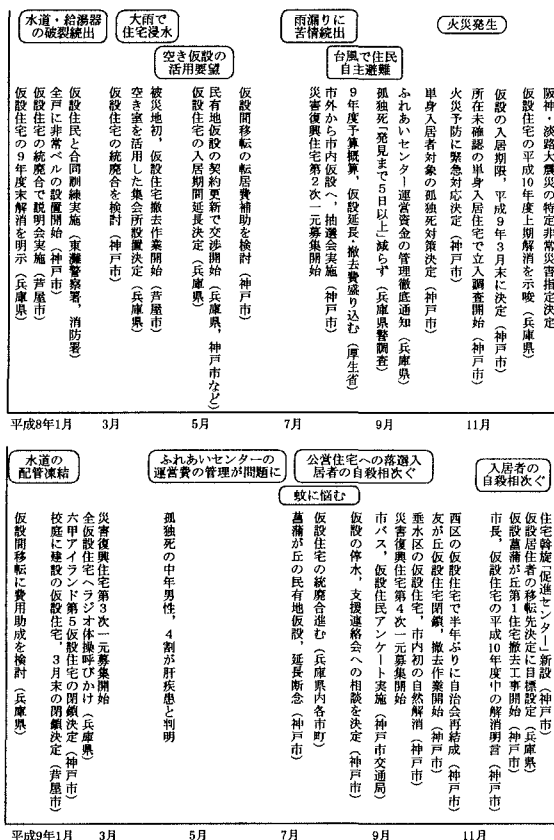 水道・給湯器
の破裂続出
大雨で
住宅浸水
空き仮設の
活用要望
雨漏りに
苦情続出
台風で住民
自主避難
火災発生
仮設住宅の９年度末解消を明示（兵庫県）
仮設住宅の統廃合で説明会実施（芦屋市）
全戸に非常ベルの設置開始（神戸市）
仮設住民と合同訓練実施（東灘警察署，消防署）
仮設住宅の統廃合を検討（神戸市）
空き室を活用した集会所設置決定（兵庫県）
被災地初，仮設住宅撤去作業開始（芦屋市）
仮設住宅の入居期間延長決定（兵庫県）
民有地仮設の契約更新で交渉開始（兵庫県，神戸市など）
仮設間移転の転居費補助を検討（神戸市）
災害復興住宅第２次一元募集開始
市外から市内仮設へ，抽選会実施（神戸市）
９年度予算概算，仮設延長・撤去費盛り込む（厚生省）
孤独死「発見まで５日以上」減らず（兵庫県警調査）
ふれあいセンター運営資金の管理徹底通知（兵庫県）
単身入居者対象の孤独死対策決定（神戸市）
火災予防に緊急対応決定（神戸市）
所在未確認の単身入居住宅で立入調査開始（神戸市）
仮設の入居期限，平成９年３月末に決定（神戸市）
仮設住宅の平成10年度上期解消を示唆（兵庫県）
阪神・淡路大震災の特定非常災害指定決定
平成8年1月
3月
5月
7月
9月
11月
水道の
配管凍結
ふれあいセンターの
運営費の管理が問題に
公営住宅への落選入
居者の自殺相次ぐ
蚊に悩む
入居者の
自殺相次ぐ
仮設間移転に費用助成を検討（兵庫県）
校庭に建設の仮設住宅，３月末の閉鎖決定（芦屋市）
六甲アイランド第５仮設住宅の閉鎖決定（神戸市）
全仮設住宅へラジオ体操呼びかけ（兵庫県）
災害復興住宅第３次一元募集開始
孤独死の中年男性，４割が肝疾患と判明
菖蒲が丘の民有地仮設，延長断念（神戸市）
仮設住宅の統廃合進む（兵庫県内各市町）
仮設の停水，支援連絡会への相談を決定（神戸市）
市バス，仮設住民アンケート実施（神戸市交通局）
災害復興住宅第４次一元募集開始
垂水区の仮設住宅，市内初の自然解消（神戸市）
友が丘仮設住宅閉鎖，撤去作業開始（神戸市）
西区の仮設住宅で半年ぶりに自治会再結成（神戸市）
市長，仮設住宅の平成10年度中の解消明言（神戸市）
仮設菖蒲が丘第１住宅撤去工事開始（神戸市）
仮設居住者の移転先決定に目標設定（兵庫県）
住宅斡旋「促進センター」新設（神戸市）
平成9年1月
3月
5月
7月
9月
11月